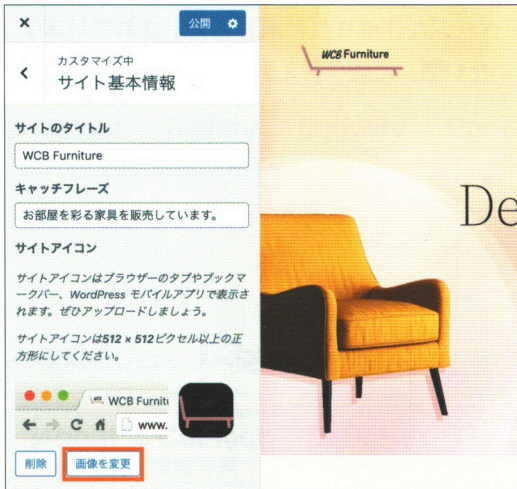 ×
公開
カスタマイズ中
サイト基本情報
サイトのタイトル
WCB Furniture
キャッチフレーズ
お部屋を彩る家具を販売しています。
サイトアイコン
サイトアイコンはブラウザーのタブやブックマ
ークバー、WordPress モバイルアプリで表示さ
れます。ぜひアップロードしましょう。
サイトアイコンは512 × 512ピクセル以上の正
方形にしてください。
WCB Furnitu
www.
削除
画像を変更
WCB Furniture
De